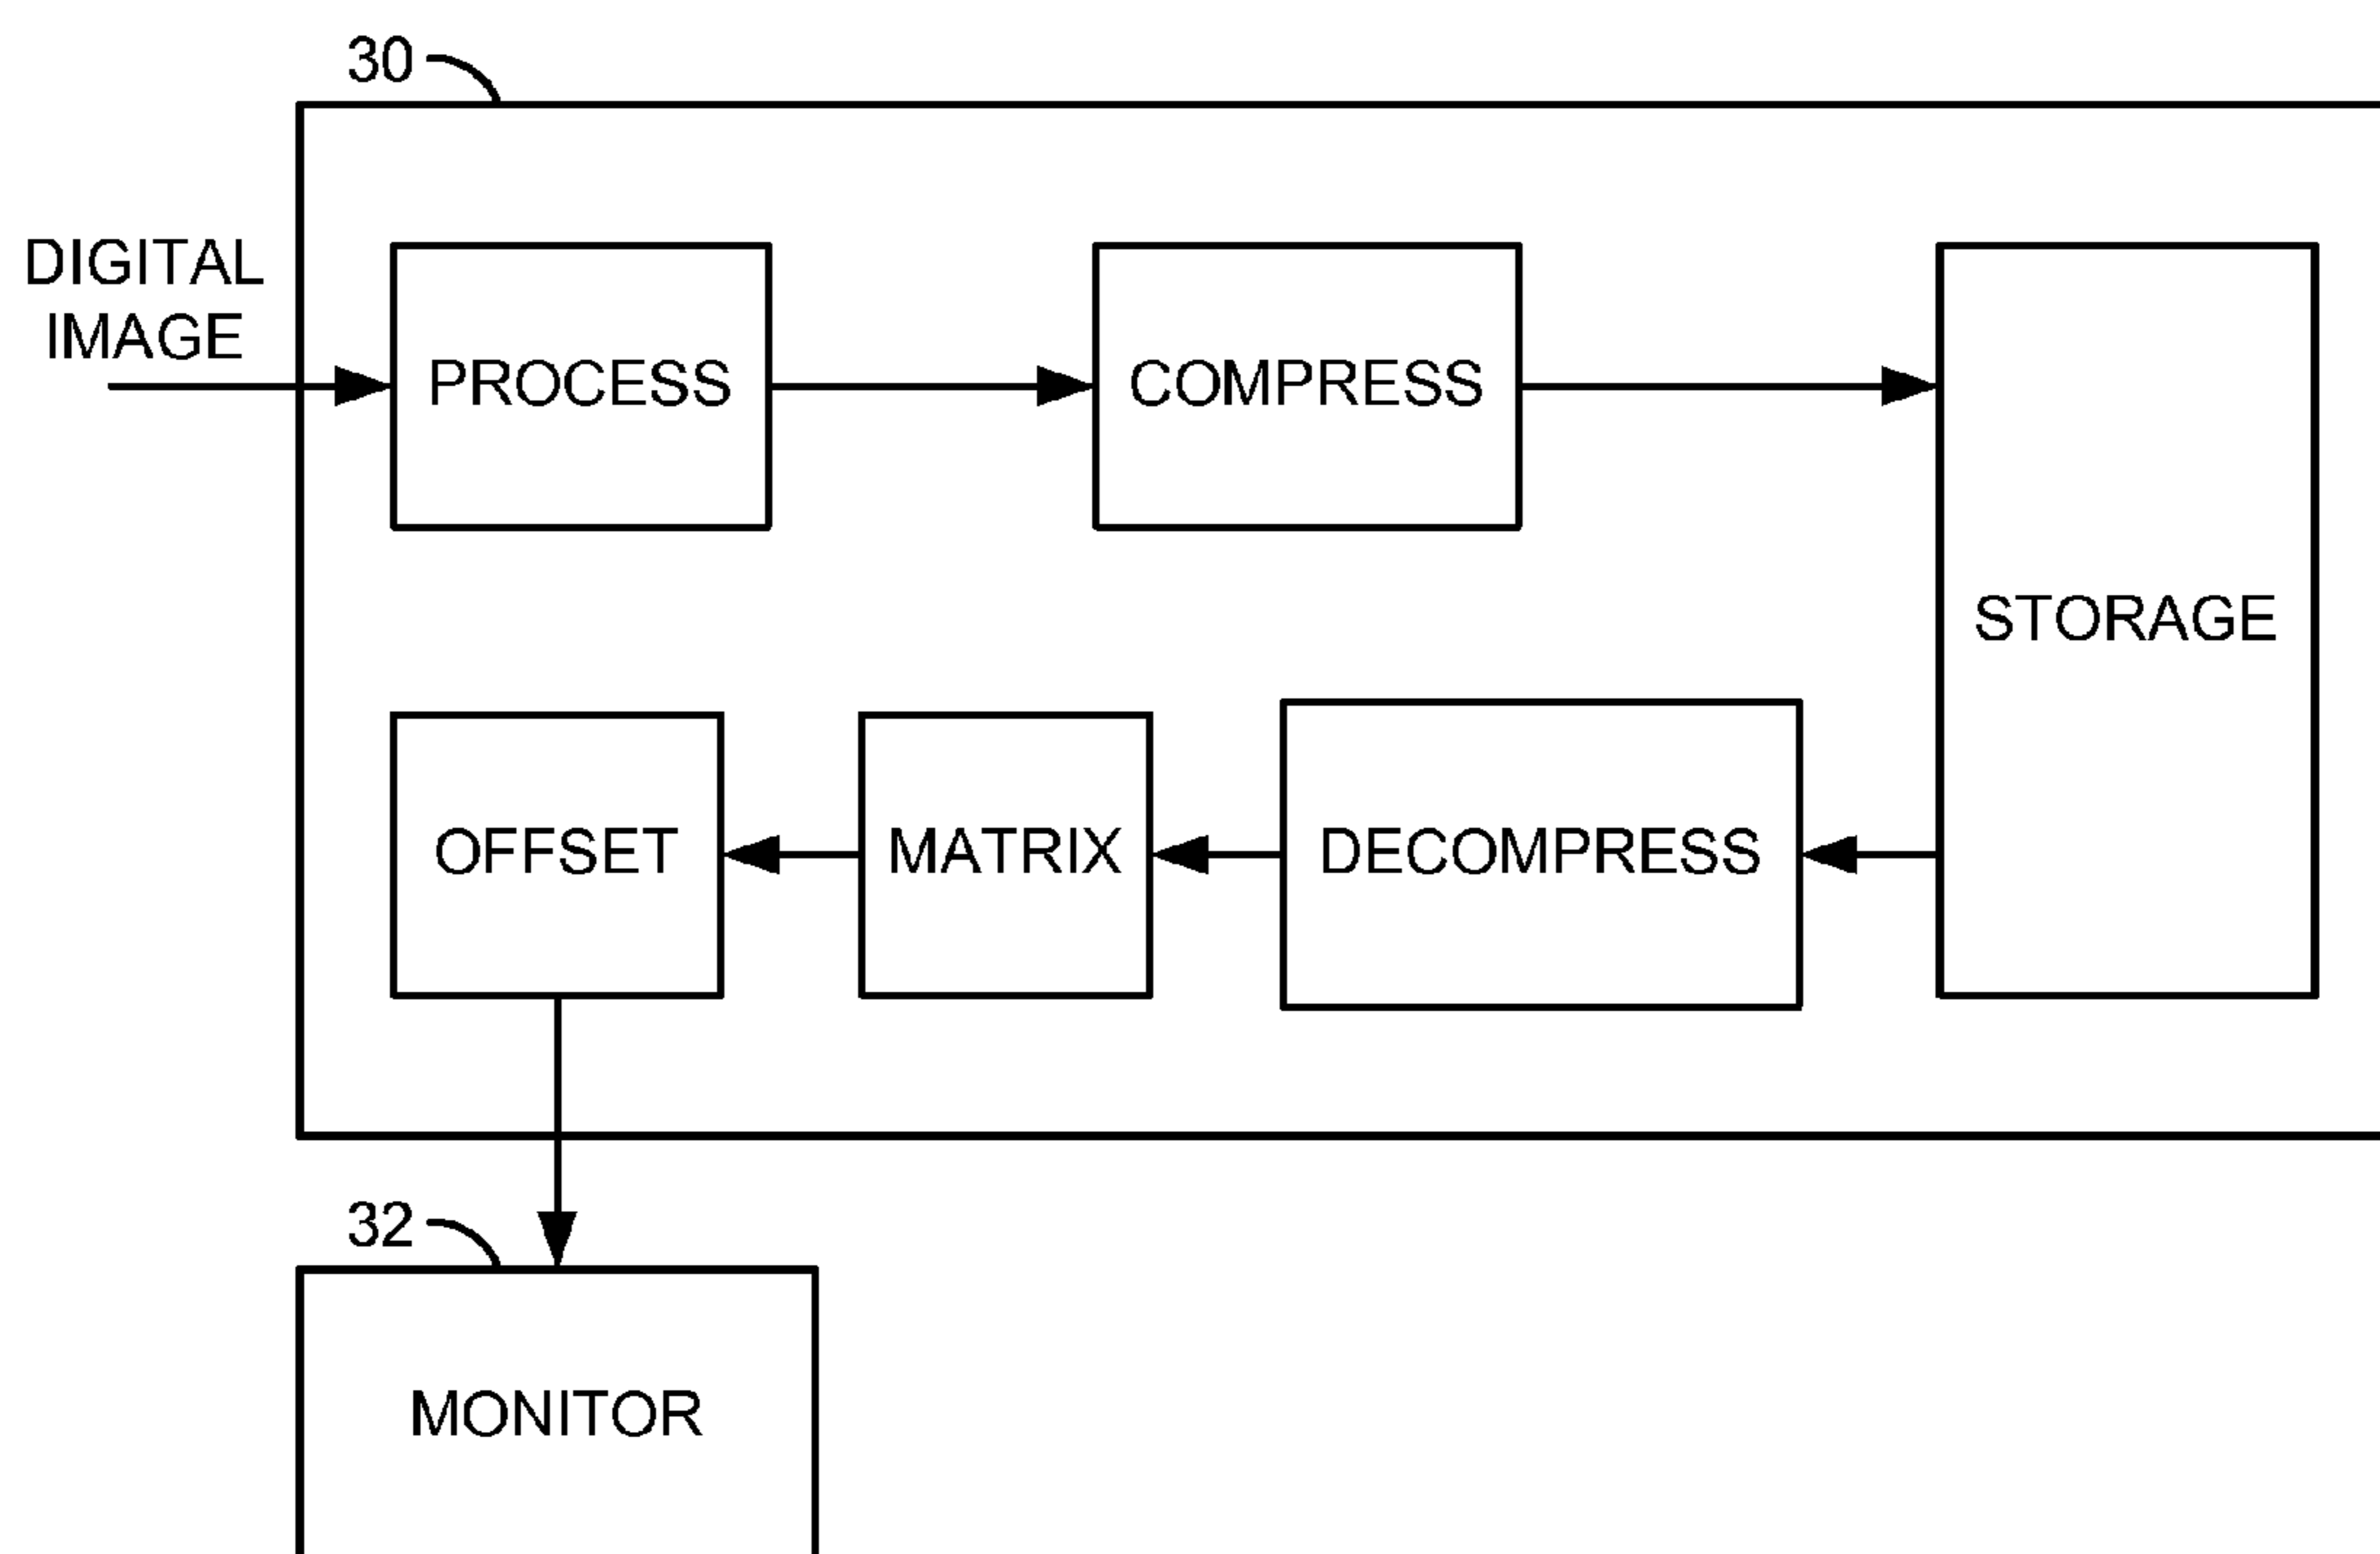 30
DIGITAL
IMAGE
PROCESS
COMPRESS
STORAGE
OFFSET
MATRIX
DECOMPRESS
32
MONITOR